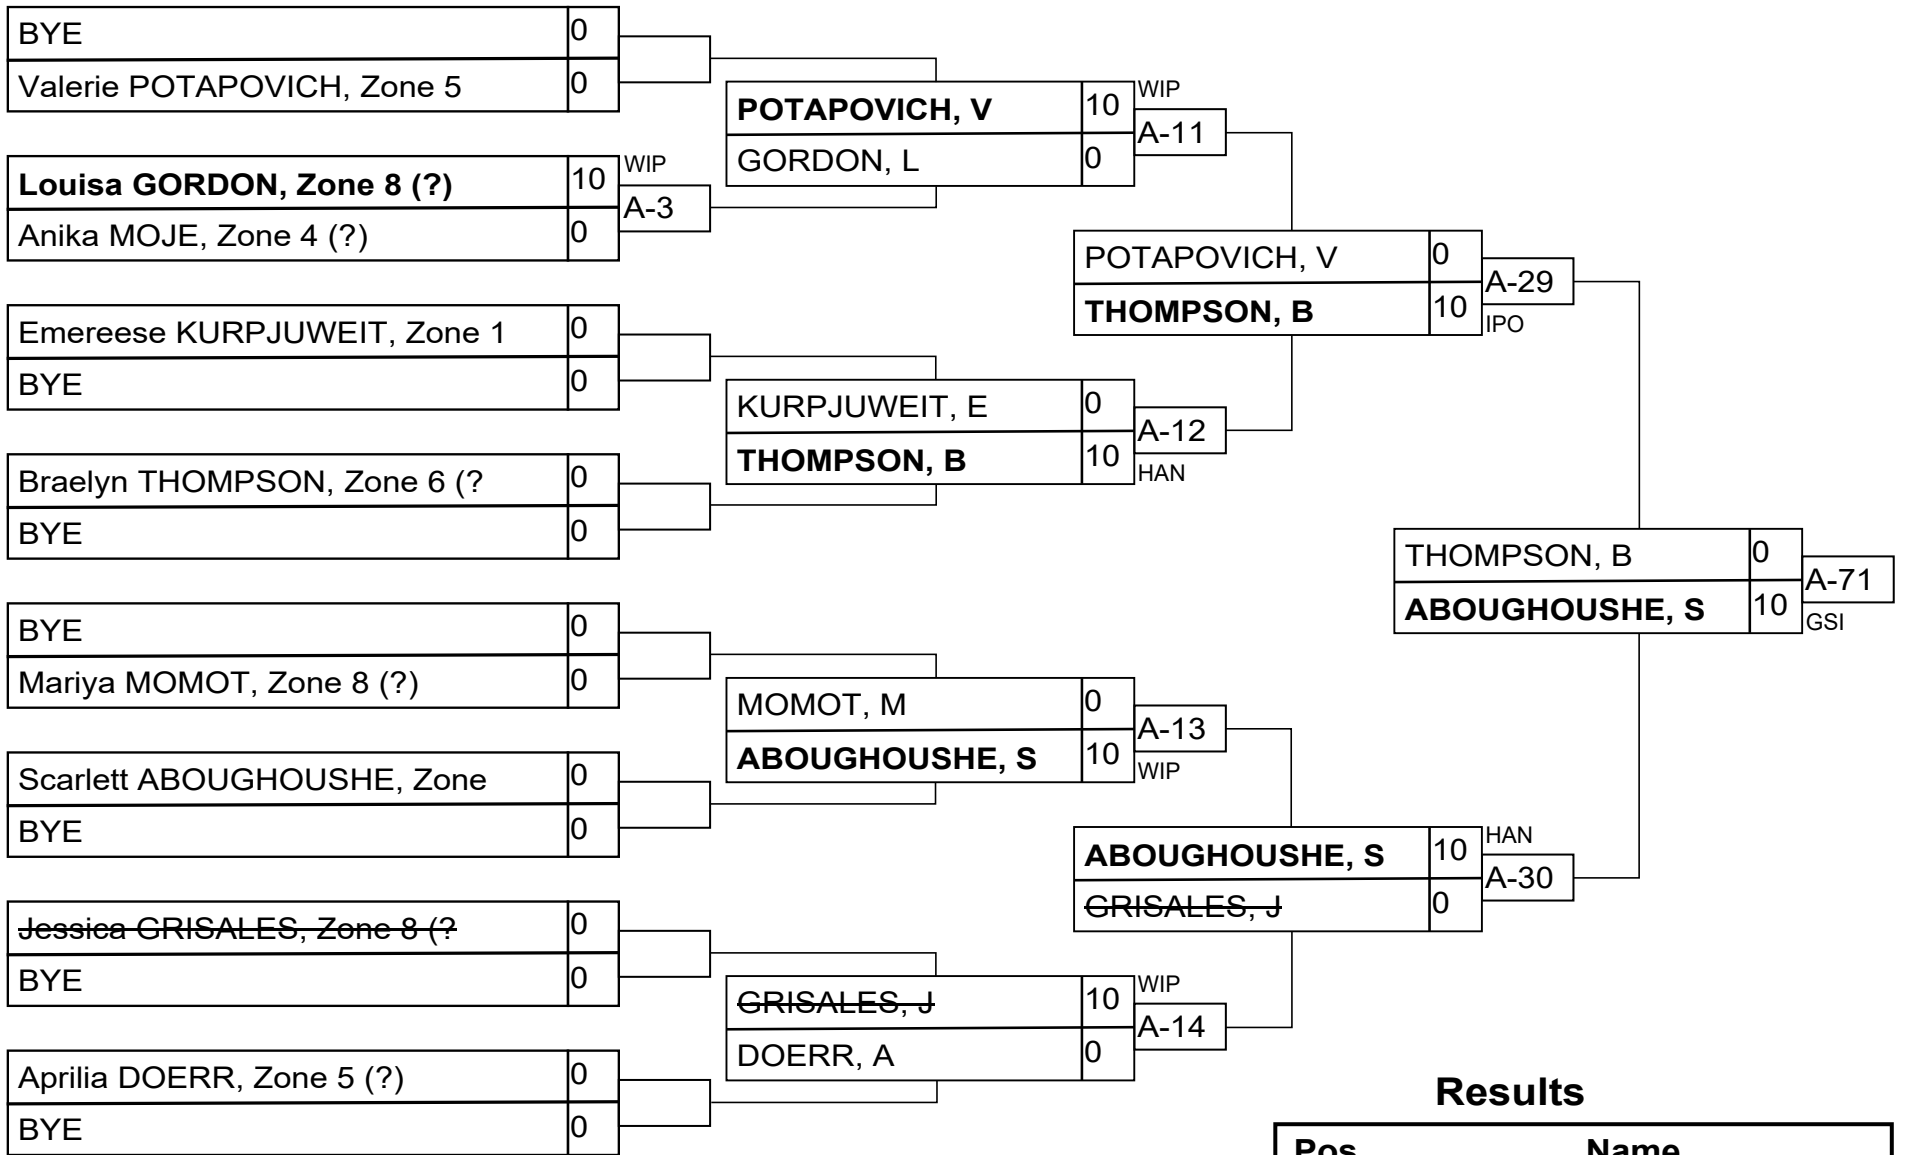 BYE 0
Valerie POTAPOVICH, Zone 5 0
Louisa GORDON, Zone 8 (?) 10
WIP
A-3
Anika MOJE, Zone 4 (?) 0
Emereese KURPJUWEIT, Zone 1 0
BYE 0
Braelyn THOMPSON, Zone 6 (? 0
BYE 0
BYE 0
Mariya MOMOT, Zone 8 (?) 0
Scarlett ABOUGHOUSHE, Zone 0
BYE 0
Jessica GRISALES, Zone 8 (? 0
BYE 0
Aprilia DOERR, Zone 5 (?) 0
BYE 0
POTAPOVICH, V 10
WIP
A-11
GORDON, L 0
KURPJUWEIT, E 0
A-12
THOMPSON, B 10
HAN
MOMOT, M 0
A-13
ABOUGHOUSHE, S 10
WIP
GRISALES, J 10
WIP
A-14
DOERR, A 0
POTAPOVICH, V 0
A-29
THOMPSON, B 10
IPO
ABOUGHOUSHE, S 10
HAN
A-30
GRISALES, J 0
THOMPSON, B 0
A-71
ABOUGHOUSHE, S 10
GSI
Results
Pos Name